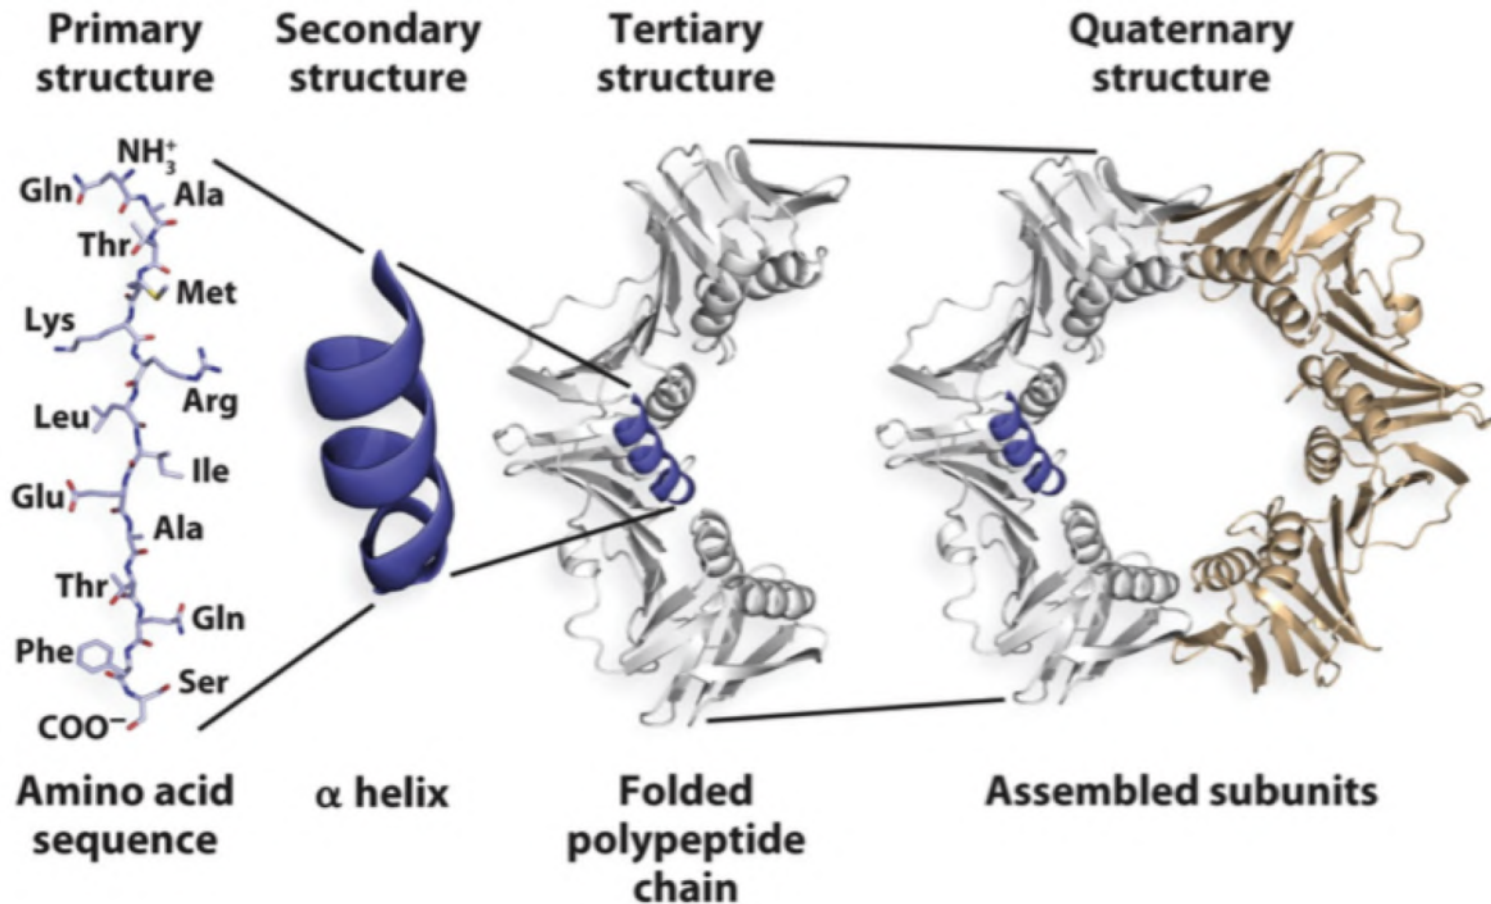 Primary
structure
Secondary
structure
Tertiary
structure
Quaternary
structure
NH₃⁺
Gln
Ala
Thr
Met
Lys
Arg
Leu
Ile
Glu
Ala
Thr
Gln
Phe
Ser
COO⁻
Amino acid
sequence
α helix
Folded
polypeptide
chain
Assembled subunits